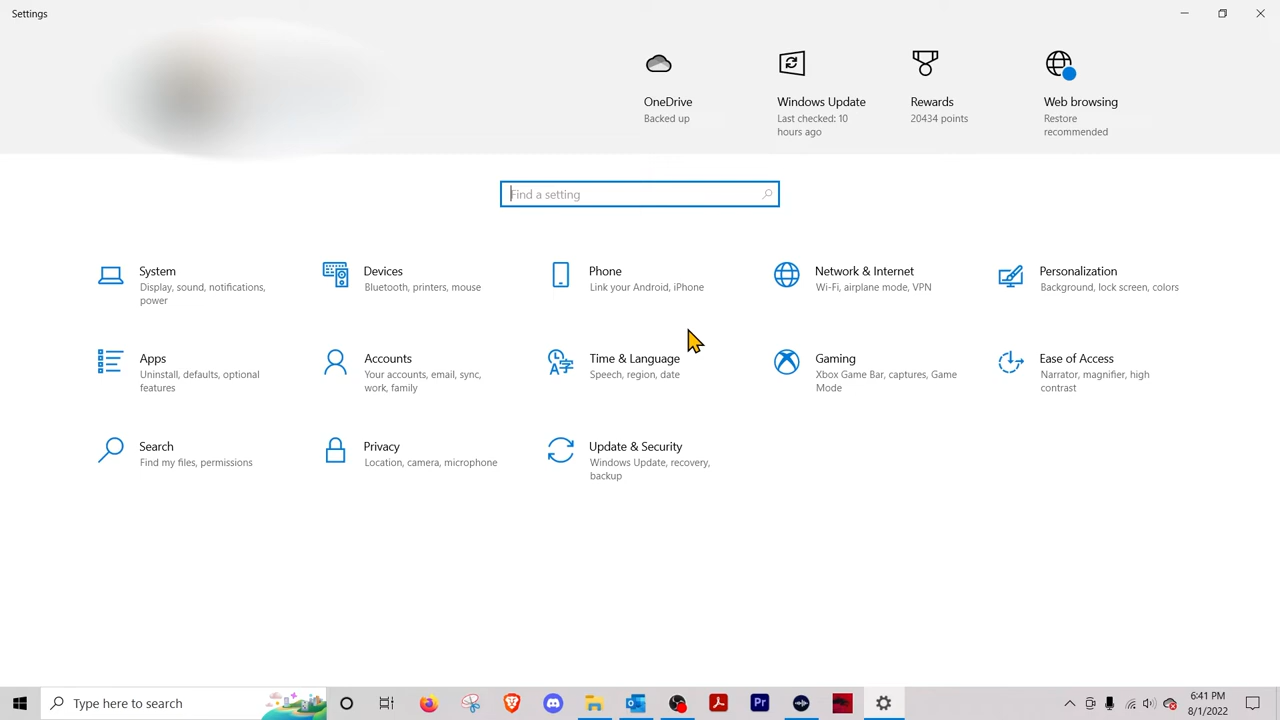 Settings
OneDrive
Backed up
Windows Update
Last checked: 10
hours ago
Rewards
20434 points
Web browsing
Restore
recommended
Find a setting
System
Display, sound, notifications,
power
Devices
Bluetooth, printers, mouse
Phone
Link your Android, iPhone
Network & Internet
Wi-Fi, airplane mode, VPN
Personalization
Background, lock screen, colors
Apps
Uninstall, defaults, optional
features
Accounts
Your accounts, email, sync,
work, family
Time & Language
Speech, region, date
Gaming
Xbox Game Bar, captures, Game
Mode
Ease of Access
Narrator, magnifier, high
contrast
Search
Find my files, permissions
Privacy
Location, camera, microphone
Update & Security
Windows Update, recovery,
backup
Type here to search
Pr
6:41 PM
8/1/2022